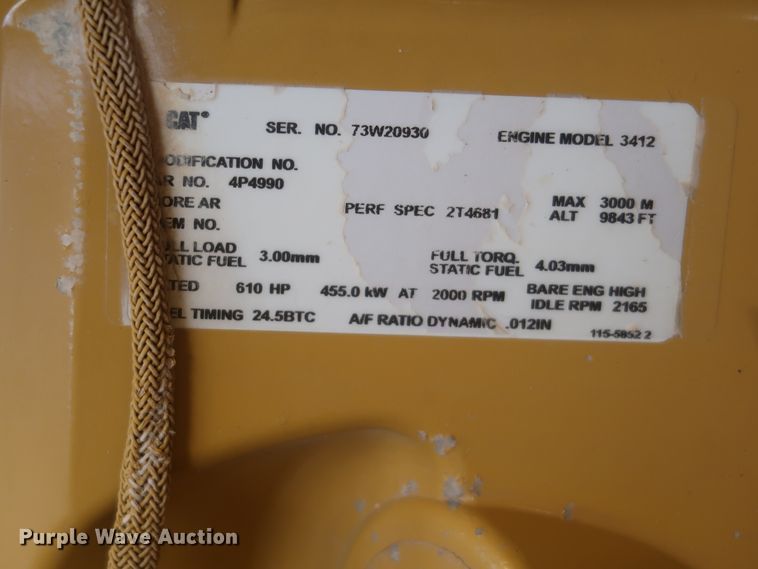 CAT®
SER. NO. 73W20930 ENGINE MODEL 3412
ODIFICATION NO.
AR NO. 4P4990
ORE AR PERF SPEC 2T4681 MAX 3000 M
EM NO. ALT 9843 FT
ULL LOAD FULL TORQ.
STATIC FUEL 3.00mm STATIC FUEL 4.03mm
TED 610 HP 455.0 kW AT 2000 RPM BARE ENG HIGH
IDLE RPM 2165
EL TIMING 24.5BTC A/F RATIO DYNAMIC .012IN
115-5852 2
Purple Wave Auction